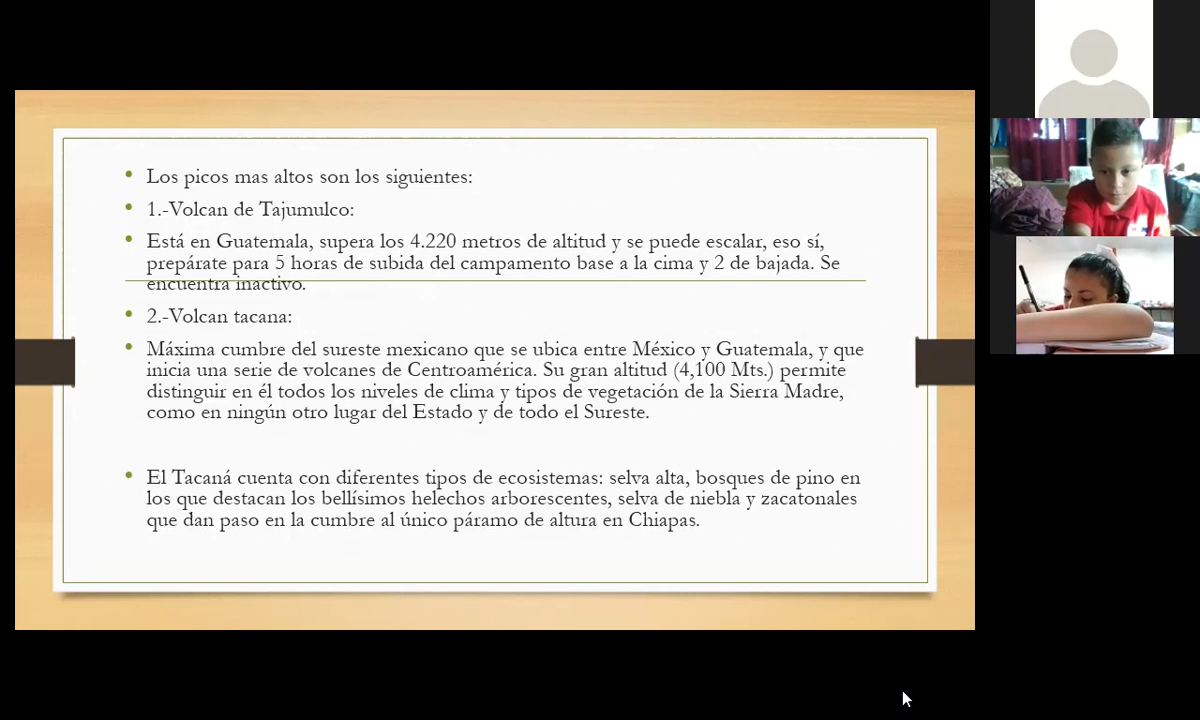 Los picos mas altos son los siguientes:
1.-Volcan de Tajumulco:
Está en Guatemala, supera los 4.220 metros de altitud y se puede escalar, eso sí,
prepárate para 5 horas de subida del campamento base a la cima y 2 de bajada. Se
encuentra inactivo.
2.-Volcan tacana:
Máxima cumbre del sureste mexicano que se ubica entre México y Guatemala, y que
inicia una serie de volcanes de Centroamérica. Su gran altitud (4,100 Mts.) permite
distinguir en él todos los niveles de clima y tipos de vegetación de la Sierra Madre,
como en ningún otro lugar del Estado y de todo el Sureste.
El Tacaná cuenta con diferentes tipos de ecosistemas: selva alta, bosques de pino en
los que destacan los bellísimos helechos arborescentes, selva de niebla y zacatonales
que dan paso en la cumbre al único páramo de altura en Chiapas.